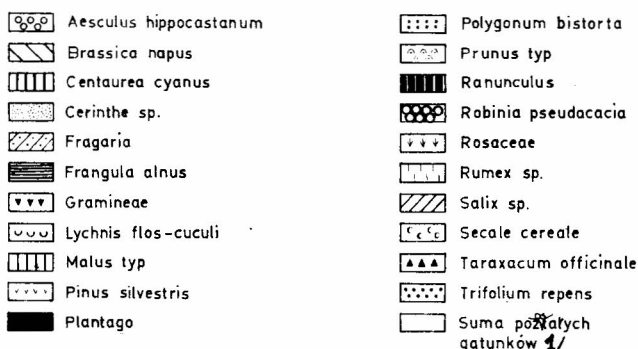 Aesculus hippocastanum
Brassica napus
Centaurea cyanus
Cerinthe sp.
Fragaria
Frangula alnus
Gramineae
Lychnis flos-cuculi
Malus typ
Pinus silvestris
Plantago
Polygonum bistorta
Prunus typ
Ranunculus
Robinia pseudacacia
Rosaceae
Rumex sp.
Salix sp.
Secale cereale
Taraxacum officinale
Trifolium repens
Suma
gatunków 1/